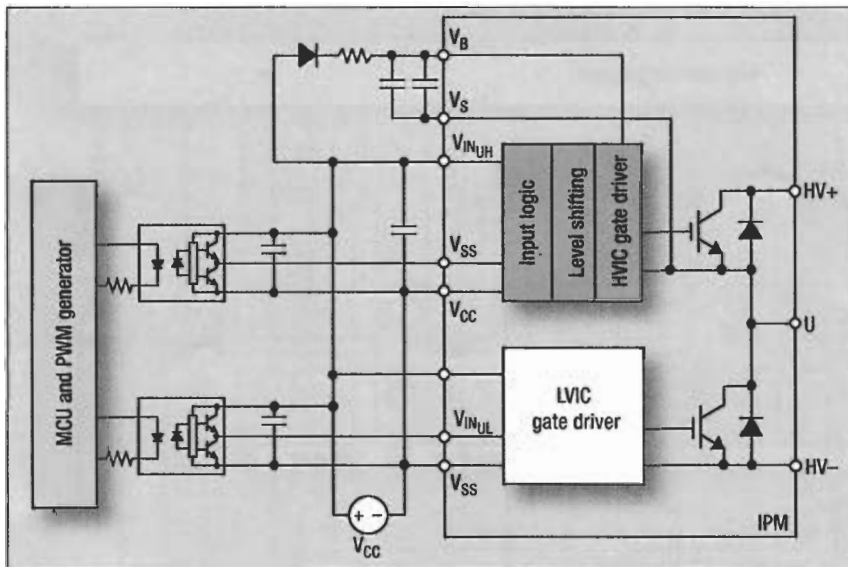 V_B
V_S
V_IN_UH
MCU and PWM generator
Input logic
Level shifting
HVIC gate driver
HV+
V_SS
V_CC
U
LVIC
gate driver
V_IN_UL
V_SS
HV−
+ −
V_CC
IPM